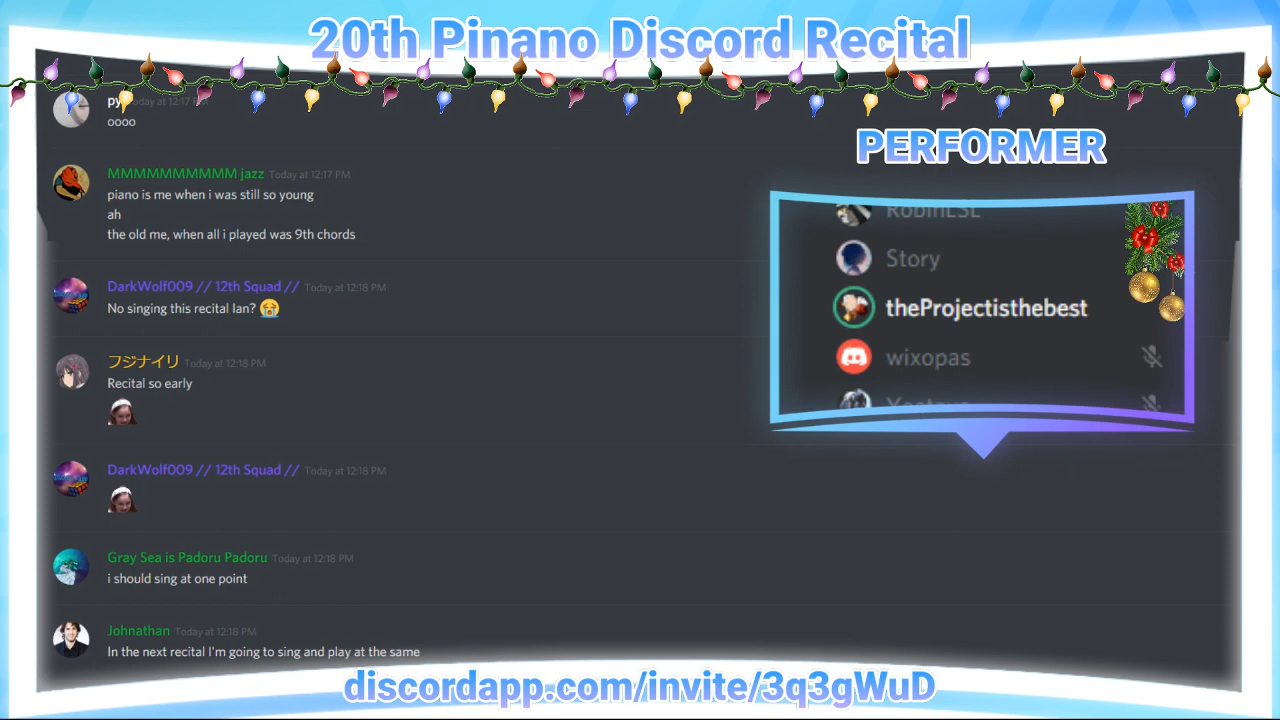 20th Pinano Discord Recital
oooo
MMMMMMMMMM jazz Today at 12:17 PM
piano is me when i was still so young
ah
the old me, when all i played was 9th chords
DarkWolf009 // 12th Squad // Today at 12:18 PM
No singing this recital Ian?
フジナイリ Today at 12:18 PM
Recital so early
DarkWolf009 // 12th Squad // Today at 12:18 PM
Gray Sea is Padoru Padoru Today at 12:18 PM
i should sing at one point
Johnathan Today at 12:18 PM
In the next recital I'm going to sing and play at the same
PERFORMER
Story
theProjectisthebest
wixopas
discordapp.com/invite/3q3gWuD